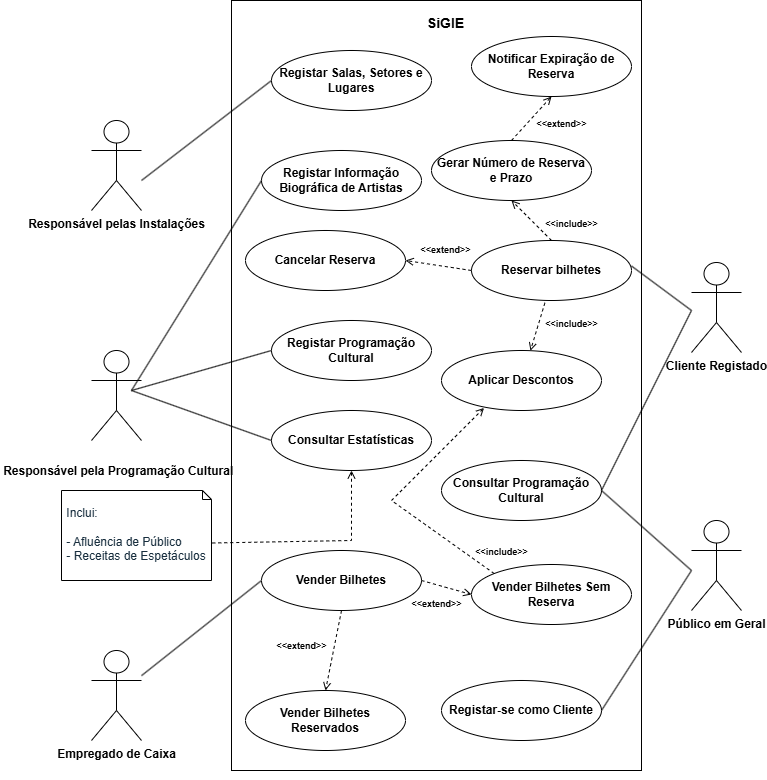 SiGIE
Registar Salas, Setores e
Lugares
Notificar Expiração de
Reserva
<<extend>>
Gerar Número de Reserva
e Prazo
Registar Informação
Biográfica de Artistas
Responsável pelas Instalações
<<include>>
<<extend>>
Cancelar Reserva
Reservar bilhetes
<<include>>
Registar Programação
Cultural
Cliente Registado
Aplicar Descontos
Consultar Estatísticas
Responsável pela Programação Cultural
Consultar Programação
Cultural
Inclui:
- Afluência de Público
- Receitas de Espetáculos
<<include>>
Vender Bilhetes
<<extend>>
Vender Bilhetes Sem
Reserva
Público em Geral
<<extend>>
Vender Bilhetes
Reservados
Registar-se como Cliente
Empregado de Caixa